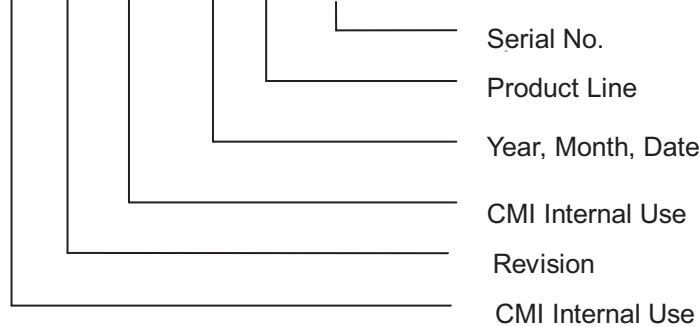 Serial No.
Product Line
Year, Month, Date
CMI Internal Use
Revision
CMI Internal Use